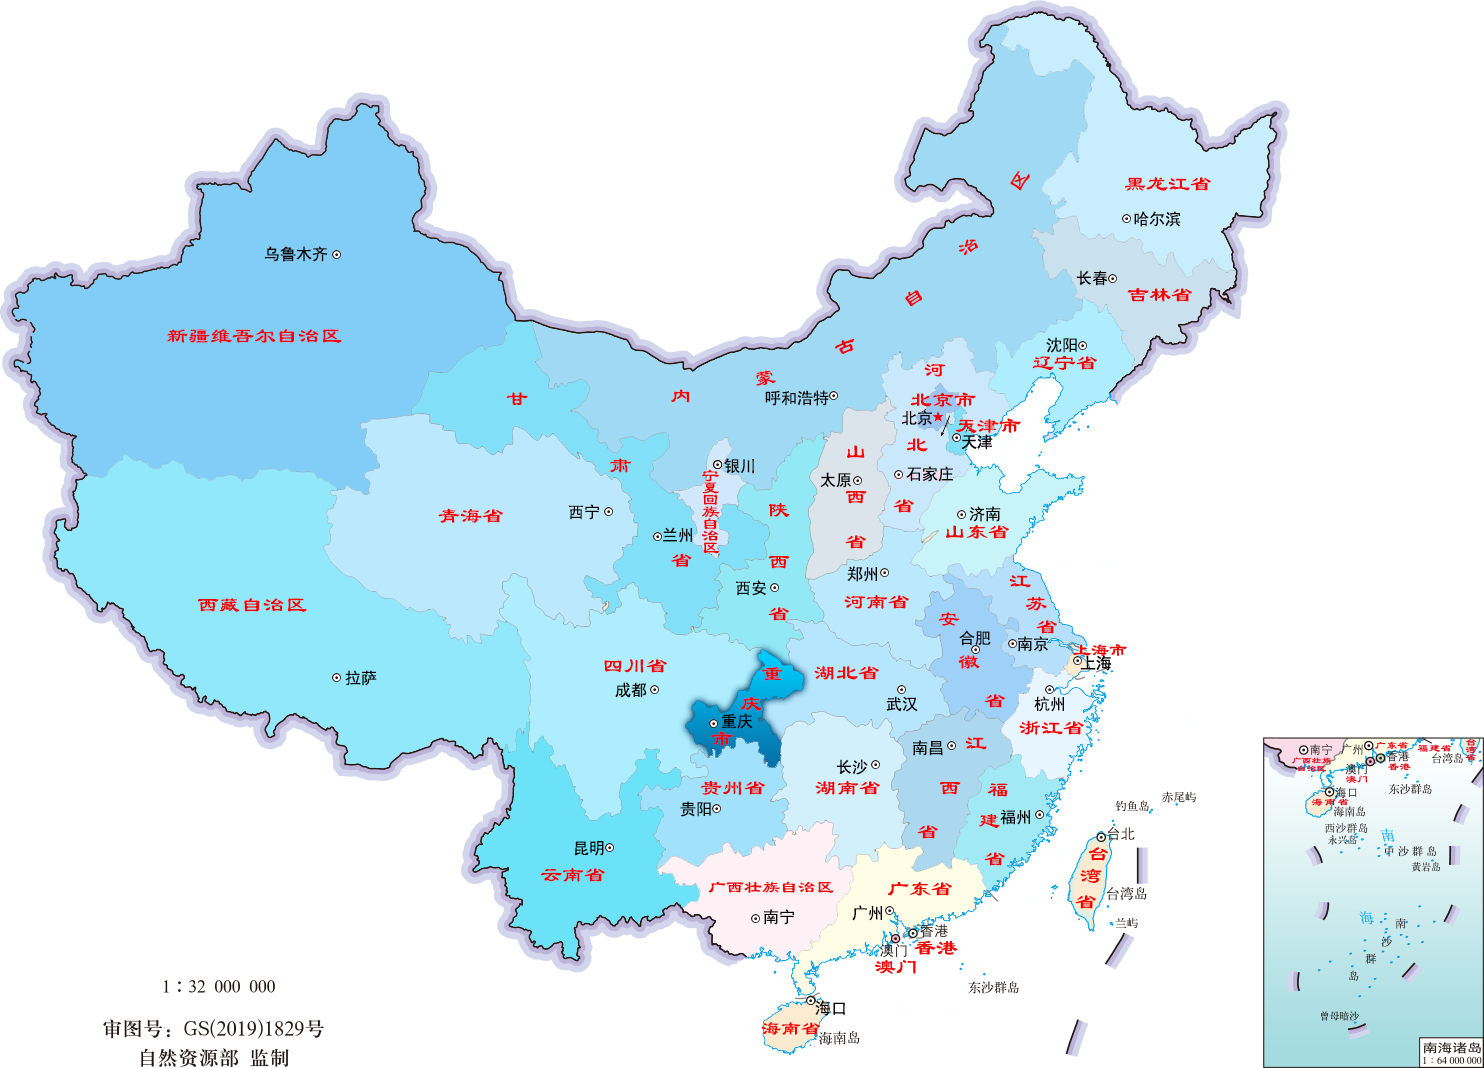 黑龙江省
哈尔滨
内蒙古自治区
长春
吉林省
乌鲁木齐
新疆维吾尔自治区
沈阳
辽宁省
呼和浩特
河北省
北京市
北京
天津市
天津
石家庄
甘肃省
兰州
银川
宁夏回族自治区
山西省
太原
陕西省
西安
青海省
西宁
济南
山东省
郑州
河南省
江苏省
南京
安徽省
合肥
上海市
上海
西藏自治区
拉萨
四川省
成都
重庆市
重庆
湖北省
武汉
杭州
浙江省
南昌
江西省
长沙
湖南省
贵州省
贵阳
福建省
福州
昆明
云南省
广西壮族自治区
南宁
广东省
广州
香港
香港
澳门
澳门
台北
台湾省
台湾岛
钓鱼岛
赤尾屿
兰屿
东沙群岛
海口
海南省
海南岛
1：32 000 000
审图号：GS(2019)1829号
自然资源部 监制
南宁
广西壮族
自治区
广州
广东省
香港
香港
澳门
澳门
福建省
台湾省
台湾岛
东沙群岛
海口
海南省
海南岛
西沙群岛
永兴岛
中沙群岛
黄岩岛
南海
南沙群岛
曾母暗沙
南海诸岛
1：64 000 000